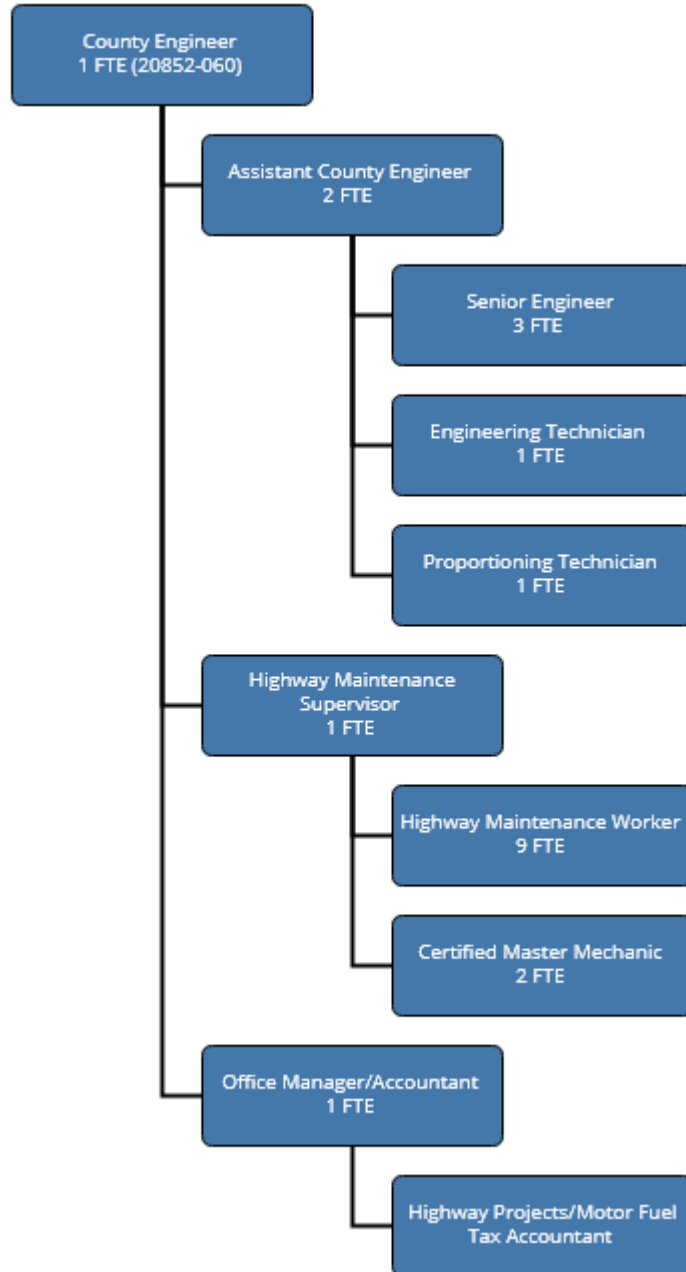 County Engineer
1 FTE (20852-060)
Assistant County Engineer
2 FTE
Senior Engineer
3 FTE
Engineering Technician
1 FTE
Proportioning Technician
1 FTE
Highway Maintenance
Supervisor
1 FTE
Highway Maintenance Worker
9 FTE
Certified Master Mechanic
2 FTE
Office Manager/Accountant
1 FTE
Highway Projects/Motor Fuel
Tax Accountant